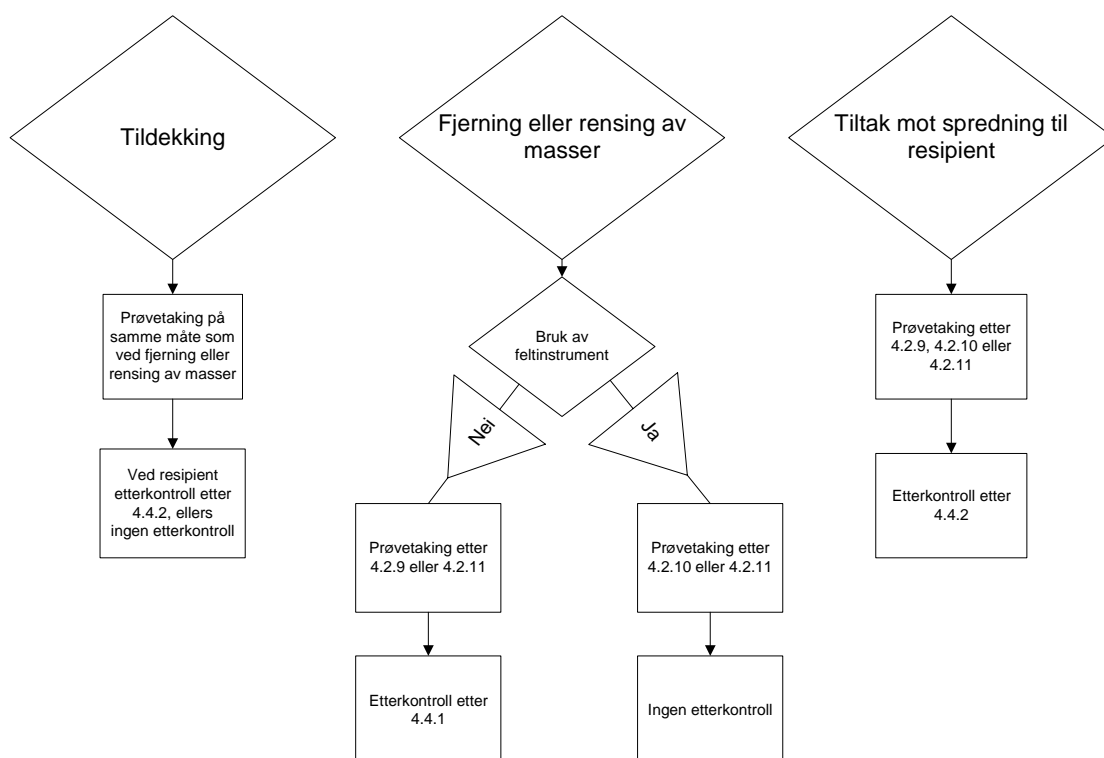 Tildekking
Prøvetaking på
samme måte som
ved fjerning eller
rensing av masser
Ved resipient
etterkontroll etter
4.4.2, ellers
ingen etterkontroll
Fjerning eller rensing av
masser
Bruk av
feltinstrument
Nei
Ja
Prøvetaking etter
4.2.9 eller 4.2.11
Prøvetaking etter
4.2.10 eller 4.2.11
Etterkontroll etter
4.4.1
Ingen etterkontroll
Tiltak mot spredning til
resipient
Prøvetaking etter
4.2.9, 4.2.10 eller
4.2.11
Etterkontroll etter
4.4.2